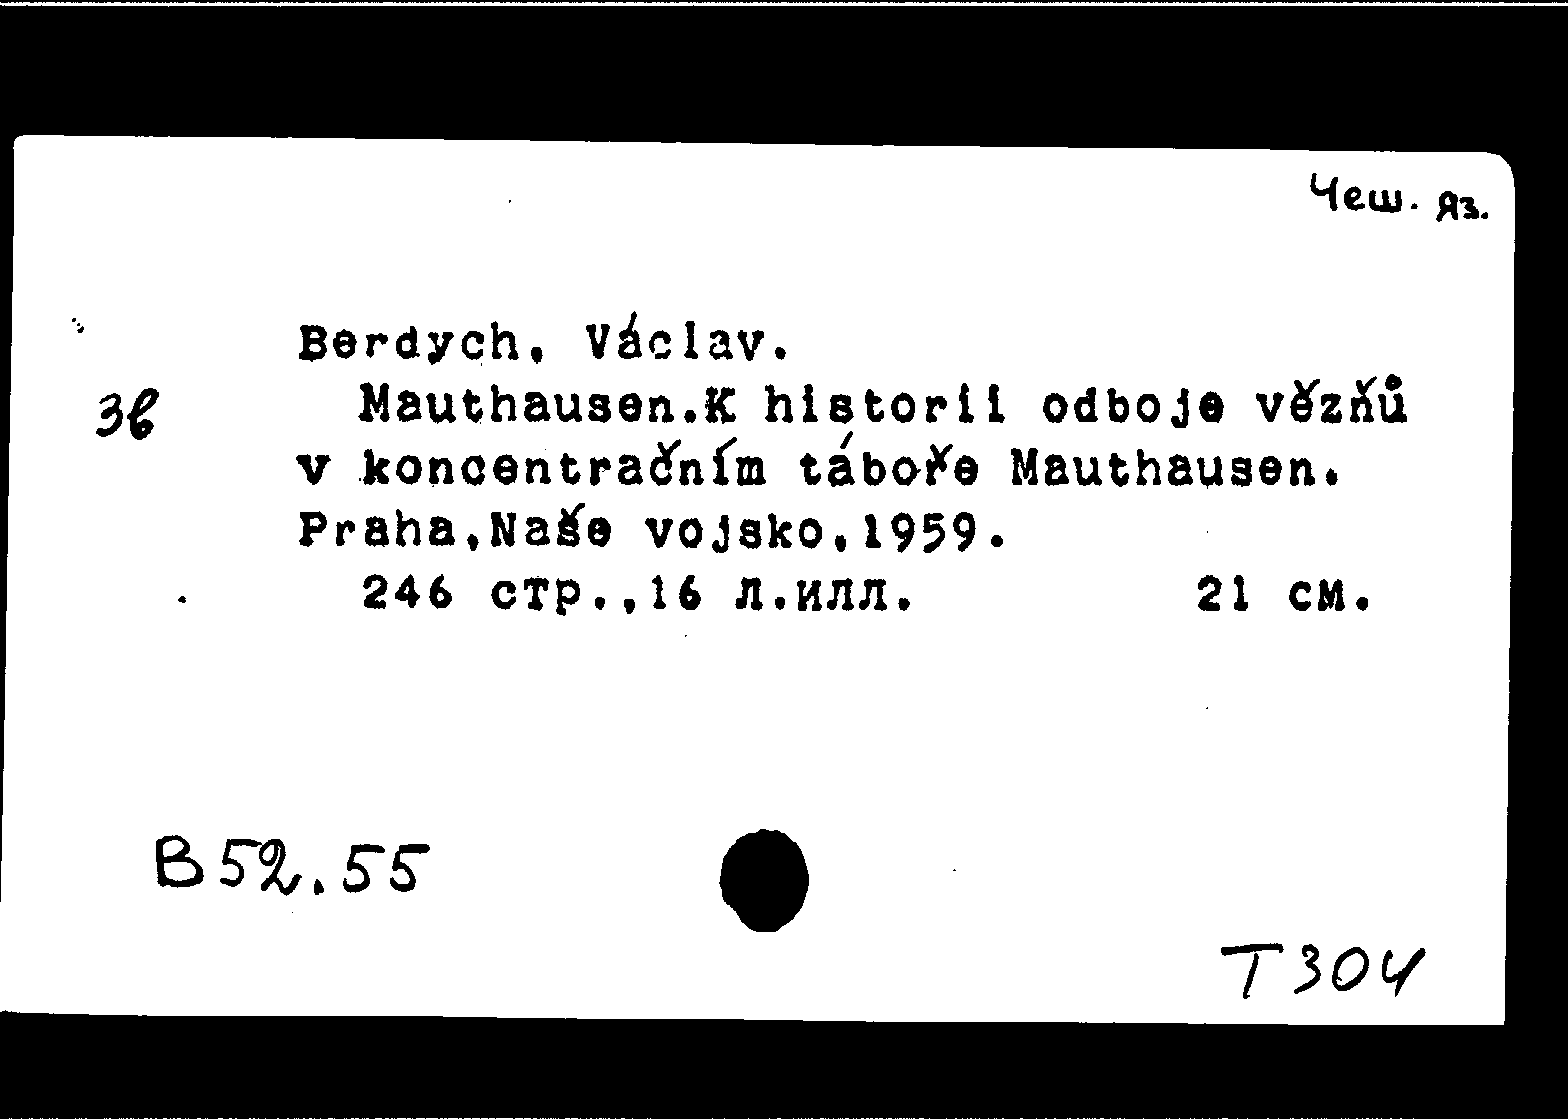 Чеш. яз.
Berdych, Václav.
3в
Mauthausen.K historii odboje vězňů
v koncentračním táboře Mauthausen.
Praha,Naše vojsko,1959.
246 стр.,16 л.илл. 21 см.
B52.55
T304